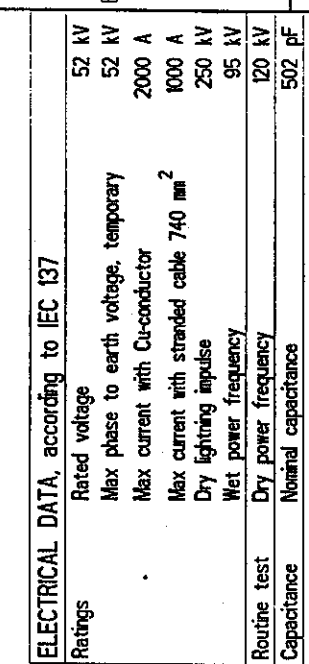 ELECTRICAL DATA, according to IEC 137
Ratings Rated voltage 52 kV
Max phase to earth voltage, temporary 52 kV
Max current with Cu-conductor 2000 A
Max current with stranded cable 740 mm² 1000 A
Dry lightning impulse 250 kV
Wet power frequency 95 kV
Routine test Dry power frequency 120 kV
Capacitance Nominal capacitance 502 pF